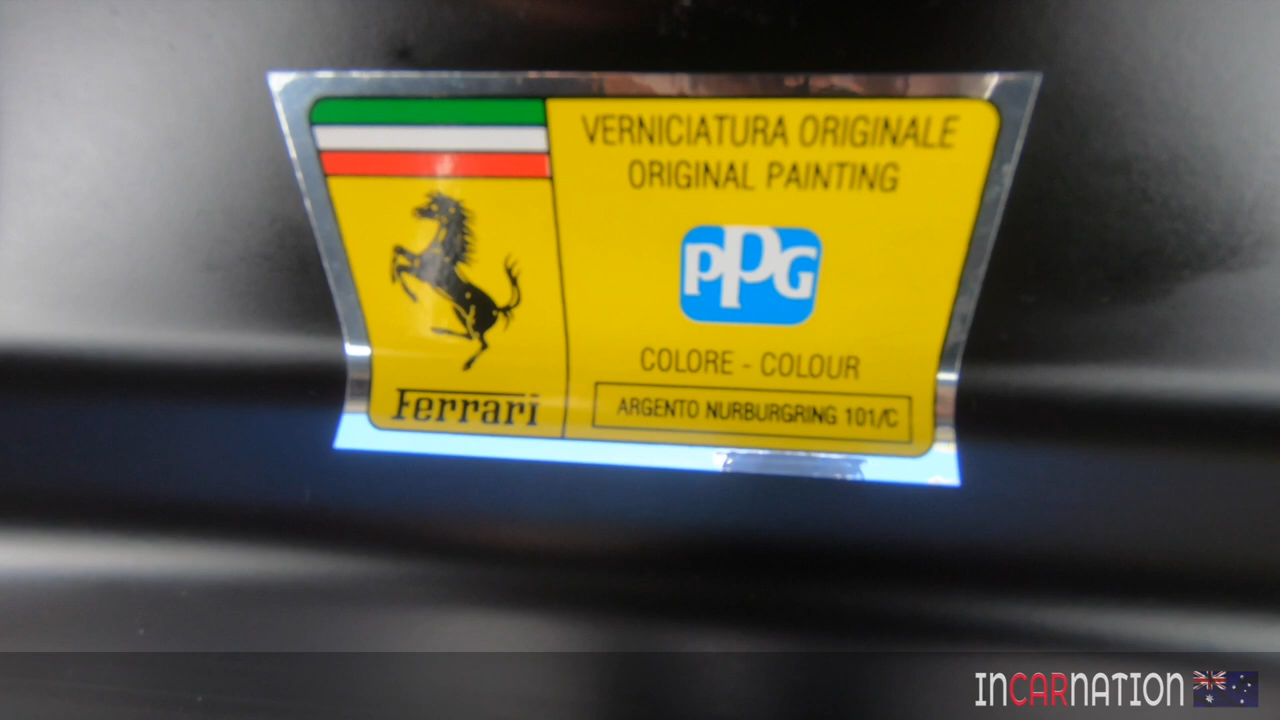 VERNICIATURA ORIGINALE
ORIGINAL PAINTING
PPG
COLORE - COLOUR
ARGENTO NURBURGRING 101/C
Ferrari
INCARNATION